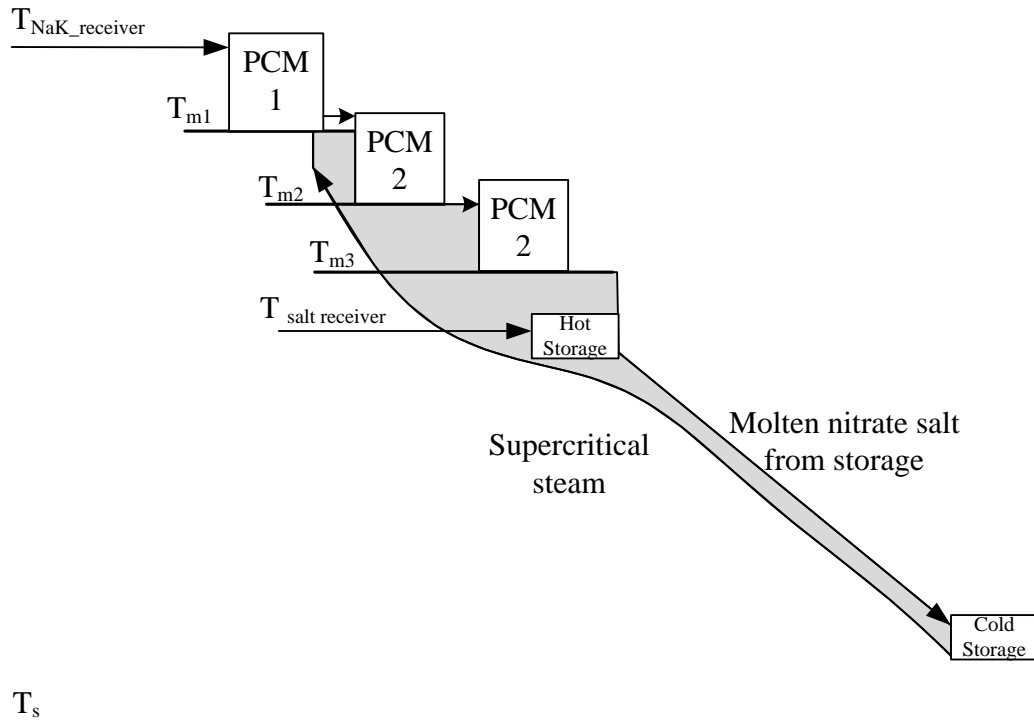 T_NaK_receiver
PCM
1
T_m1
PCM
2
T_m2
PCM
2
T_m3
T salt receiver
Hot
Storage
Molten nitrate salt
from storage
Supercritical
steam
Cold
Storage
T_s